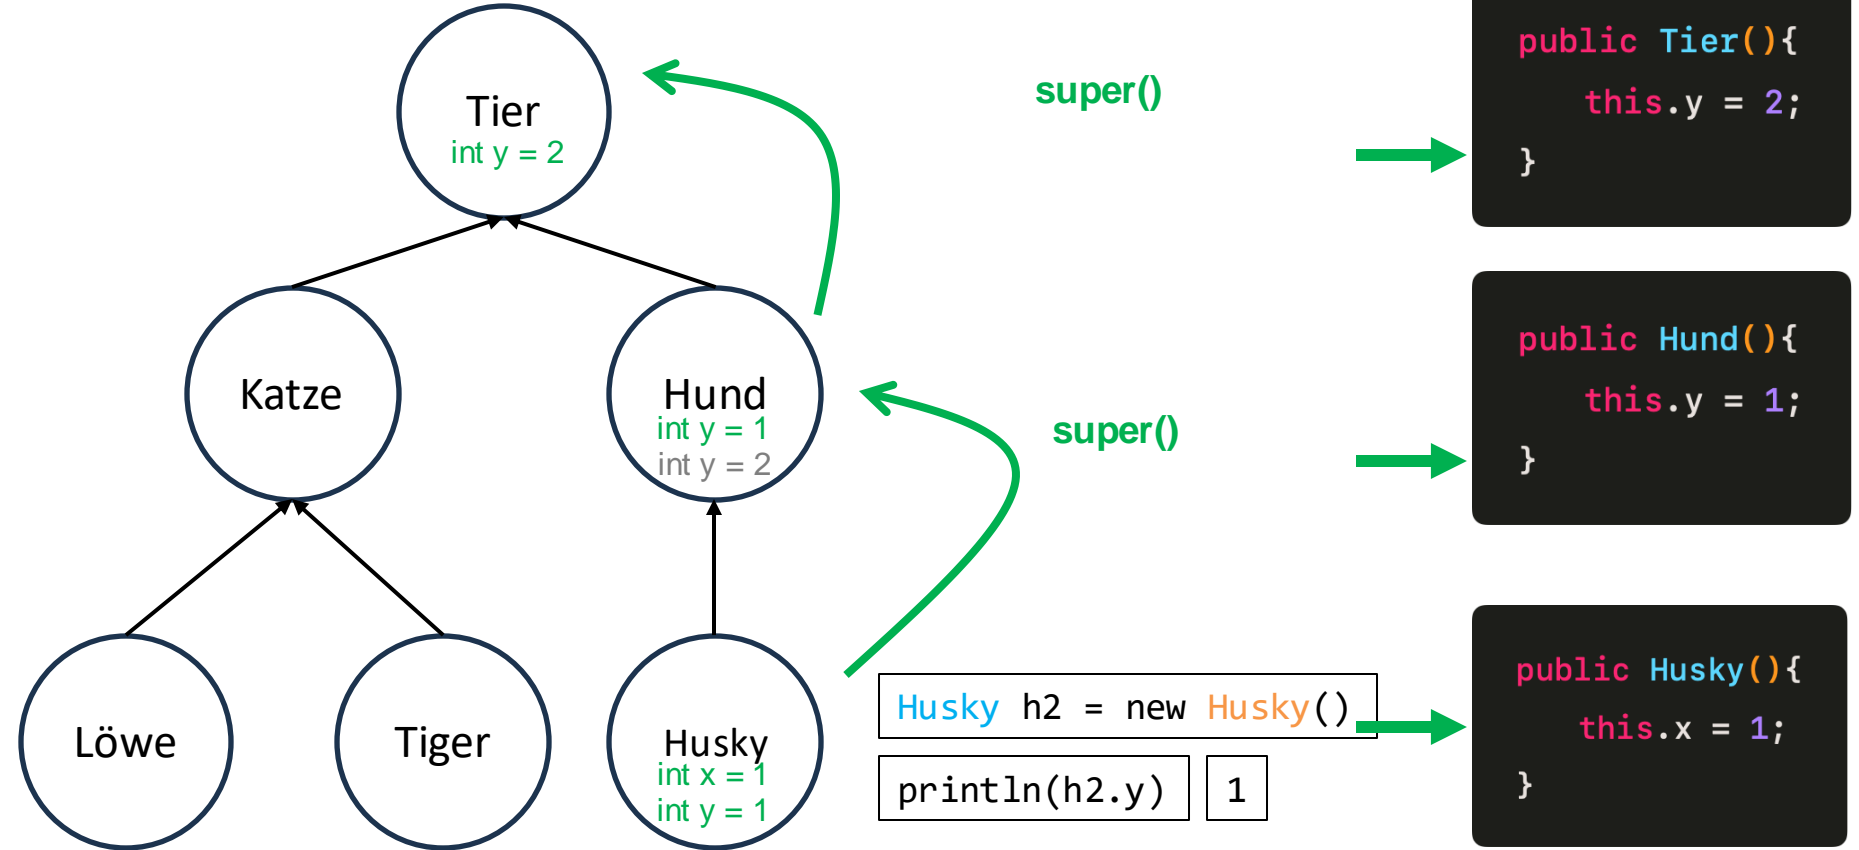 Tier
int y = 2
super()
public Tier(){
this.y = 2;
}
Katze
Hund
int y = 1
int y = 2
super()
public Hund(){
this.y = 1;
}
Löwe
Tiger
Husky
int x = 1
int y = 1
Husky h2 = new Husky()
println(h2.y)
1
public Husky(){
this.x = 1;
}